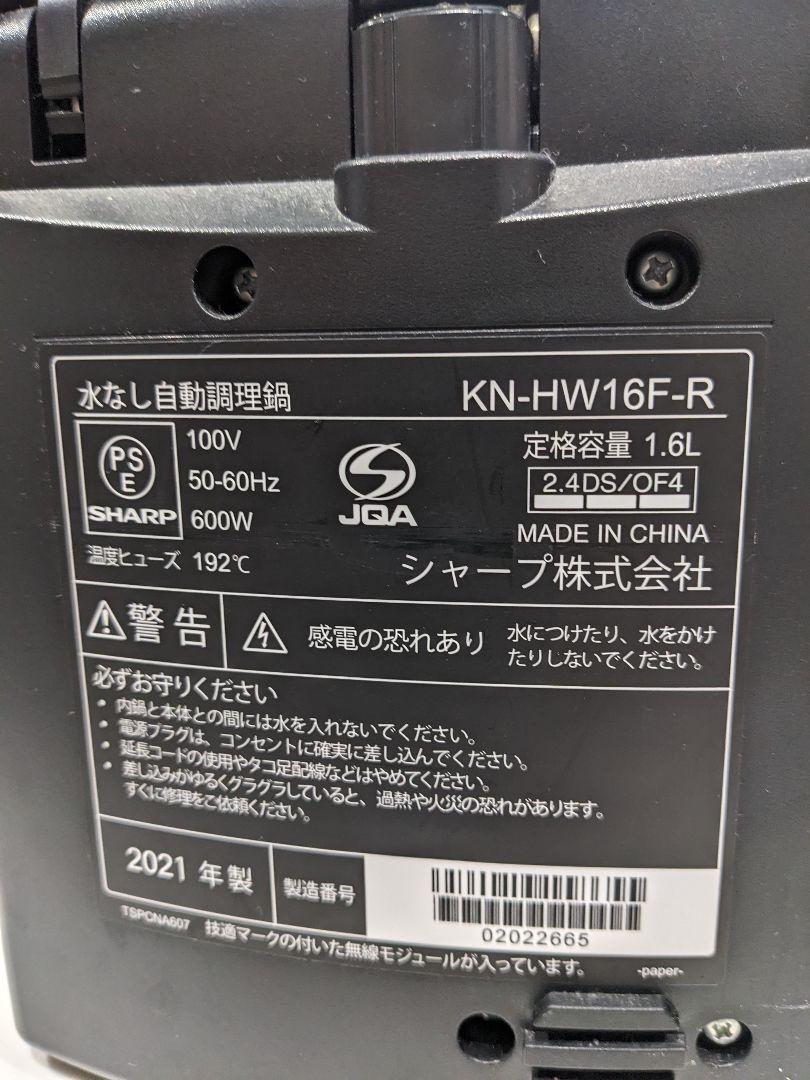 水なし自動調理鍋
KN-HW16F-R
PS
E
SHARP
100V
50-60Hz
600W
JQA
定格容量 1.6L
2.4DS/OF4
MADE IN CHINA
温度ヒューズ 192℃
シャープ株式会社
警告
感電の恐れあり
水につけたり、水をかけ
たりしないでください。
必ずお守りください
・内鍋と本体との間には水を入れないでください。
・電源プラグは、コンセントに確実に差し込んでください。
・延長コードの使用やタコ足配線などはやめてください。
・差し込みがゆるくグラグラしていると、過熱や火災の恐れがあります。
すぐに修理をご依頼ください。
2021 年製
製造番号
02022665
TSPCNA607
技適マークの付いた無線モジュールが入っています。
-paper-